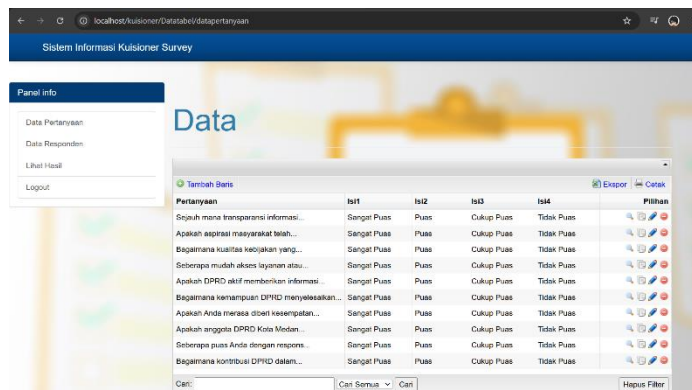 localhost/kuisioner/Datatabel/datapertanyaan
Sistem Informasi Kuisioner Survey
Panel info
Data Pertanyaan
Data Responden
Lihat Hasil
Logout
Data
Tambah Baris
Ekspor Cetak
Pertanyaan Isi1 Isi2 Isi3 Isi4 Pilihan
Sejauh mana transparansi informasi... Sangat Puas Puas Cukup Puas Tidak Puas
Apakah aspirasi masyarakat telah... Sangat Puas Puas Cukup Puas Tidak Puas
Bagaimana kualitas kebijakan yang... Sangat Puas Puas Cukup Puas Tidak Puas
Seberapa mudah akses layanan atau... Sangat Puas Puas Cukup Puas Tidak Puas
Apakah DPRD aktif memberikan informasi... Sangat Puas Puas Cukup Puas Tidak Puas
Bagaimana kemampuan DPRD menyelesaikan... Sangat Puas Puas Cukup Puas Tidak Puas
Apakah Anda merasa diberi kesempatan... Sangat Puas Puas Cukup Puas Tidak Puas
Apakah anggota DPRD Kota Medan... Sangat Puas Puas Cukup Puas Tidak Puas
Seberapa puas Anda dengan respons... Sangat Puas Puas Cukup Puas Tidak Puas
Bagaimana kontribusi DPRD dalam... Sangat Puas Puas Cukup Puas Tidak Puas
Cari: Cari Semua Cari Hapus Filter